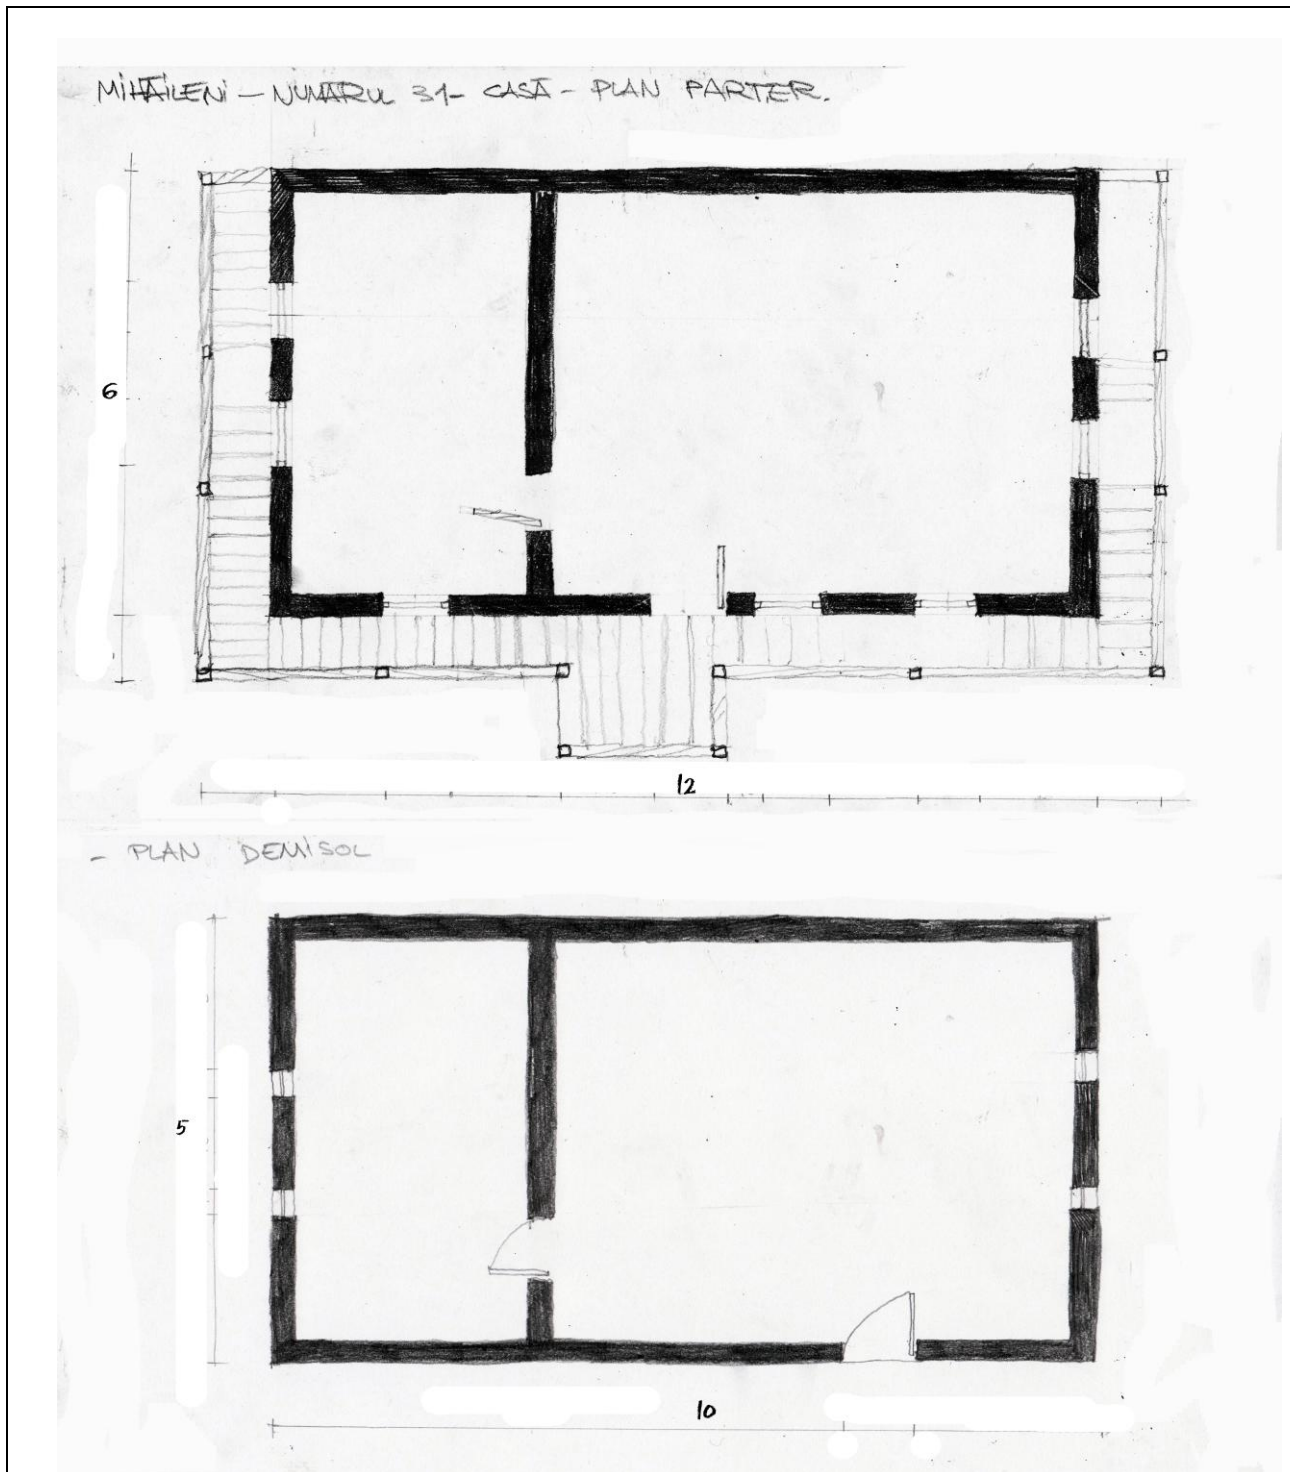 MIHĂILENI – NUMĂRUL 31 – CASĂ – PLAN PARTER.
6
12
– PLAN DEMISOL
5
10